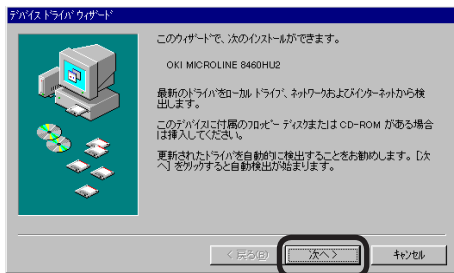 デバイス ドライバ ウィザード
このウィザードで、次のインストールができます。
OKI MICROLINE 8460HU2
最新のドライバをローカル ドライブ、ネットワークおよびインターネットから検
出します。
このデバイスに付属のフロッピー ディスクまたは CD-ROM がある場合
は挿入してください。
更新されたドライバを自動的に検出することをお勧めします。[次
へ] をクリックすると自動検出が始まります。
< 戻る(B)
次へ >
キャンセル